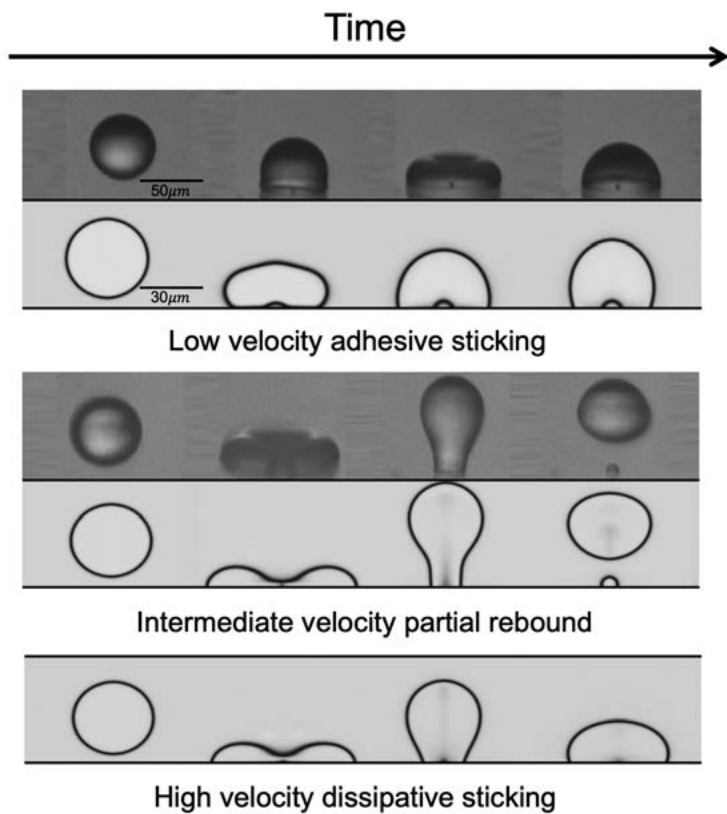 Time
50μm
30μm
Low velocity adhesive sticking
Intermediate velocity partial rebound
High velocity dissipative sticking